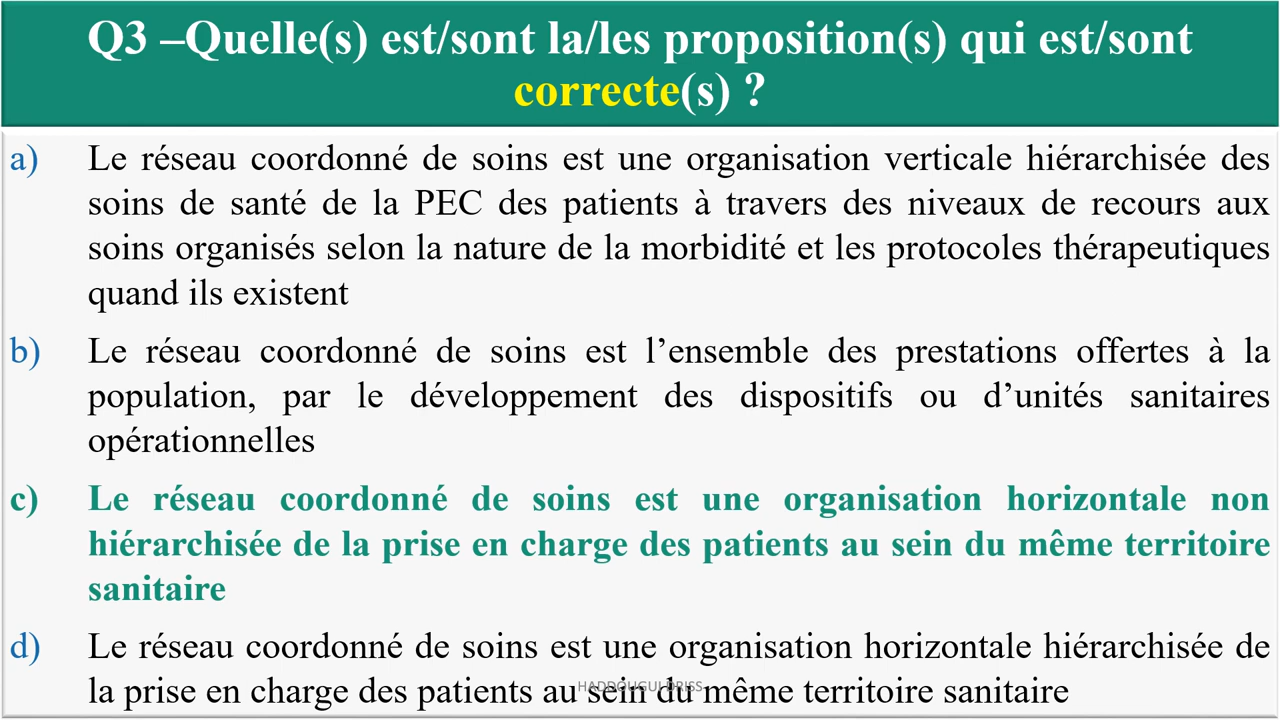 Q3 –Quelle(s) est/sont la/les proposition(s) qui est/sont
correcte(s) ?
a) Le réseau coordonné de soins est une organisation verticale hiérarchisée des
soins de santé de la PEC des patients à travers des niveaux de recours aux
soins organisés selon la nature de la morbidité et les protocoles thérapeutiques
quand ils existent
b) Le réseau coordonné de soins est l’ensemble des prestations offertes à la
population, par le développement des dispositifs ou d’unités sanitaires
opérationnelles
c) Le réseau coordonné de soins est une organisation horizontale non
hiérarchisée de la prise en charge des patients au sein du même territoire
sanitaire
d) Le réseau coordonné de soins est une organisation horizontale hiérarchisée de
la prise en charge des patients au sein du même territoire sanitaire
HADDOUGUI DRISS